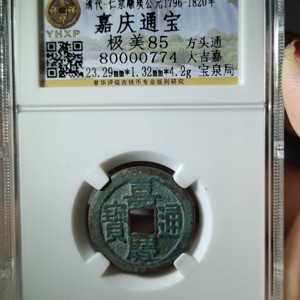 清代·仁宗颙琰公元1796-1820年
嘉庆通宝
极美85 方头通
80000774 大吉嘉
23.29mm*1.32mm*4.2g 宝泉局
YHXP
嘉慶通寶